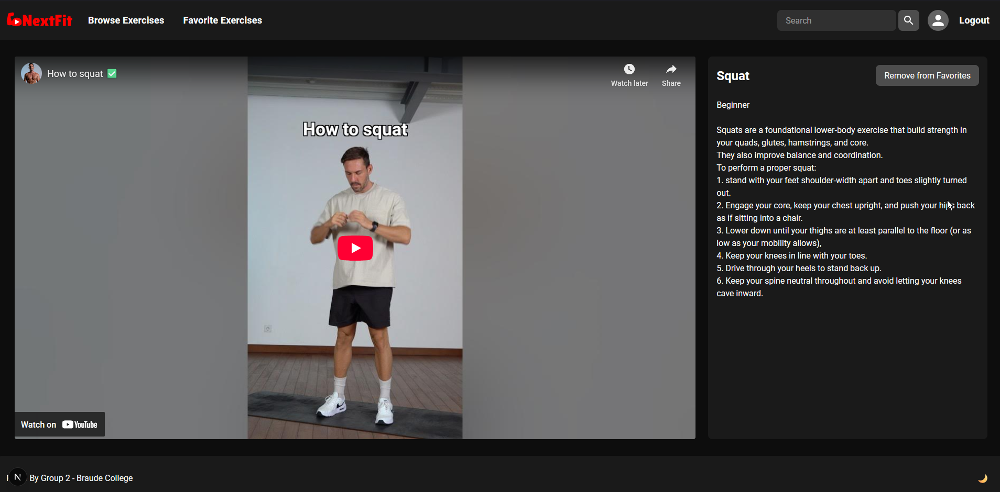 NextFit
Browse Exercises
Favorite Exercises
Search
Logout
How to squat ✅
Watch later
Share
How to squat
Watch on YouTube
Squat
Remove from Favorites
Beginner
Squats are a foundational lower-body exercise that build strength in
your quads, glutes, hamstrings, and core.
They also improve balance and coordination.
To perform a proper squat:
1. stand with your feet shoulder-width apart and toes slightly turned
out.
2. Engage your core, keep your chest upright, and push your hips back
as if sitting into a chair.
3. Lower down until your thighs are at least parallel to the floor (or as
low as your mobility allows),
4. Keep your knees in line with your toes.
5. Drive through your heels to stand back up.
6. Keep your spine neutral throughout and avoid letting your knees
cave inward.
N
By Group 2 - Braude College